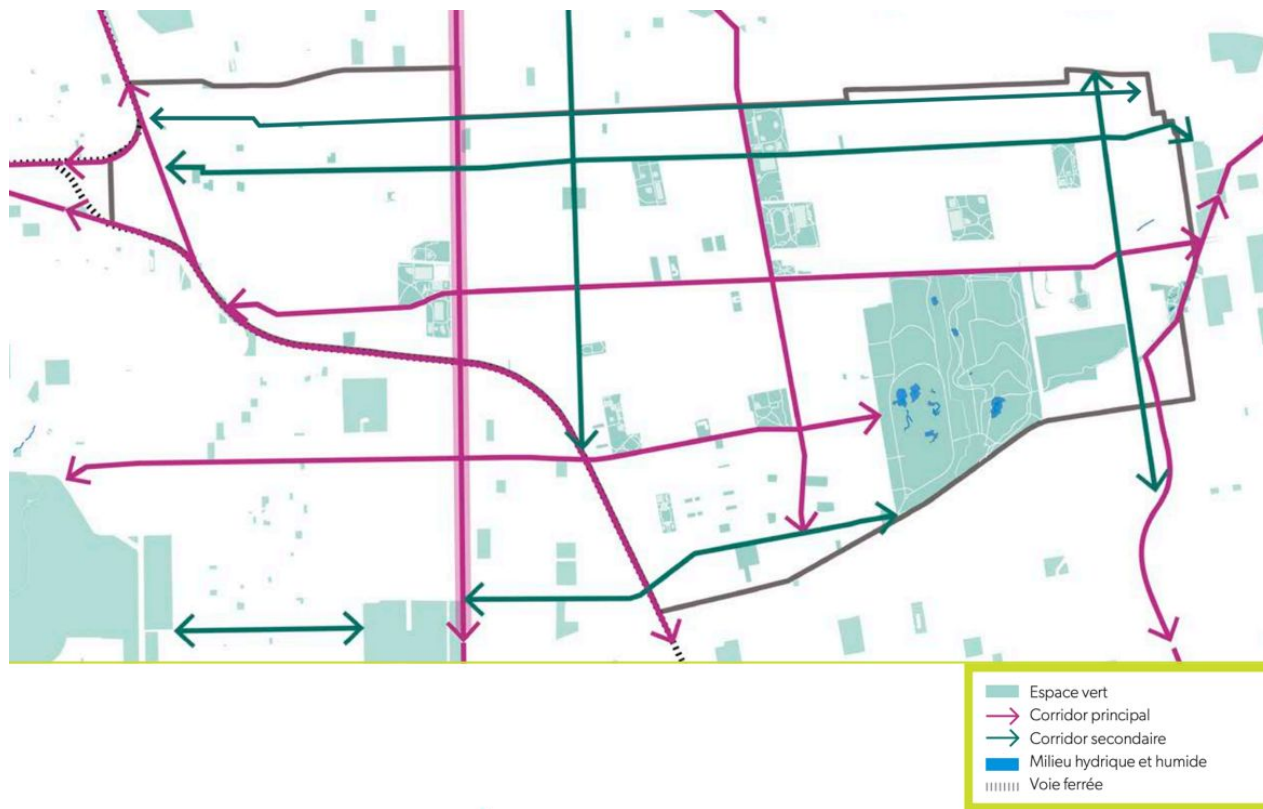 Espace vert
Corridor principal
Corridor secondaire
Milieu hydrique et humide
Voie ferrée